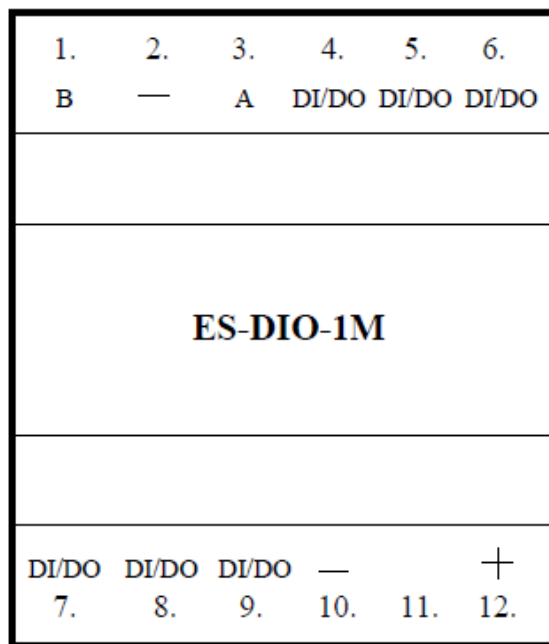 1. 2. 3. 4. 5. 6.
B — A DI/DO DI/DO DI/DO
ES-DIO-1M
DI/DO DI/DO DI/DO — +
7. 8. 9. 10. 11. 12.